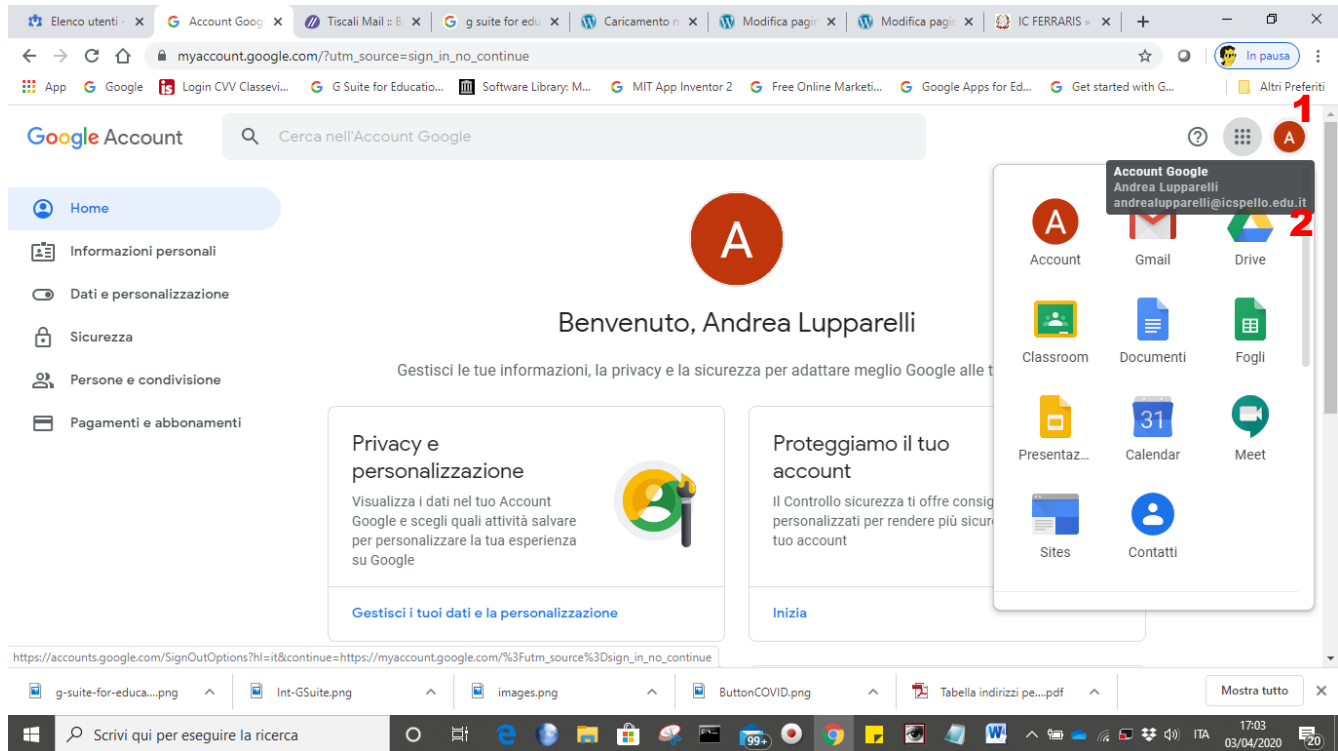 Elenco utenti -
Account Goog
Tiscali Mail :: B
g suite for edu
Caricamento n
Modifica pagin
Modifica pagin
IC FERRARIS »
myaccount.google.com/?utm_source=sign_in_no_continue
In pausa
App
Google
Login CVV Classevi...
G Suite for Educatio...
Software Library: M...
MIT App Inventor 2
Free Online Marketi...
Google Apps for Ed...
Get started with G...
Altri Preferiti
1
Google Account
Cerca nell'Account Google
A
Account Google
Andrea Lupparelli
andrealupparelli@icspello.edu.it
2
Home
Informazioni personali
Dati e personalizzazione
Sicurezza
Persone e condivisione
Pagamenti e abbonamenti
A
Benvenuto, Andrea Lupparelli
Gestisci le tue informazioni, la privacy e la sicurezza per adattare meglio Google alle t
Privacy e
personalizzazione
Visualizza i dati nel tuo Account
Google e scegli quali attività salvare
per personalizzare la tua esperienza
su Google
Gestisci i tuoi dati e la personalizzazione
Proteggiamo il tuo
account
Il Controllo sicurezza ti offre consig
personalizzati per rendere più sicur
tuo account
Inizia
A
Account
Gmail
Drive
Classroom
Documenti
Fogli
Presentaz...
31
Calendar
Meet
Sites
Contatti
https://accounts.google.com/SignOutOptions?hl=it&continue=https://myaccount.google.com/%3Futm_source%3Dsign_in_no_continue
g-suite-for-educa....png
Int-GSuite.png
images.png
ButtonCOVID.png
Tabella indirizzi pe....pdf
Mostra tutto
Scrivi qui per eseguire la ricerca
99+
ITA
17:03
03/04/2020
20